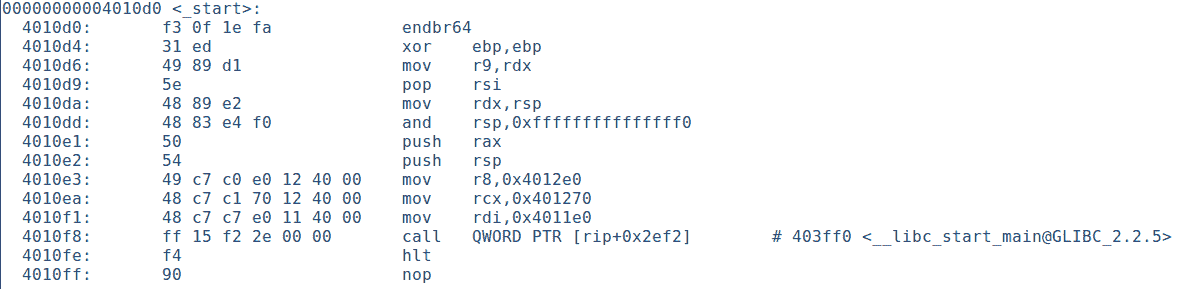 00000000004010d0 <_start>:
  4010d0:       f3 0f 1e fa             endbr64
  4010d4:       31 ed                   xor    ebp,ebp
  4010d6:       49 89 d1                mov    r9,rdx
  4010d9:       5e                      pop    rsi
  4010da:       48 89 e2                mov    rdx,rsp
  4010dd:       48 83 e4 f0             and    rsp,0xfffffffffffffff0
  4010e1:       50                      push   rax
  4010e2:       54                      push   rsp
  4010e3:       49 c7 c0 e0 12 40 00    mov    r8,0x4012e0
  4010ea:       48 c7 c1 70 12 40 00    mov    rcx,0x401270
  4010f1:       48 c7 c7 e0 11 40 00    mov    rdi,0x4011e0
  4010f8:       ff 15 f2 2e 00 00       call   QWORD PTR [rip+0x2ef2]        # 403ff0 <__libc_start_main@GLIBC_2.2.5>
  4010fe:       f4                      hlt
  4010ff:       90                      nop